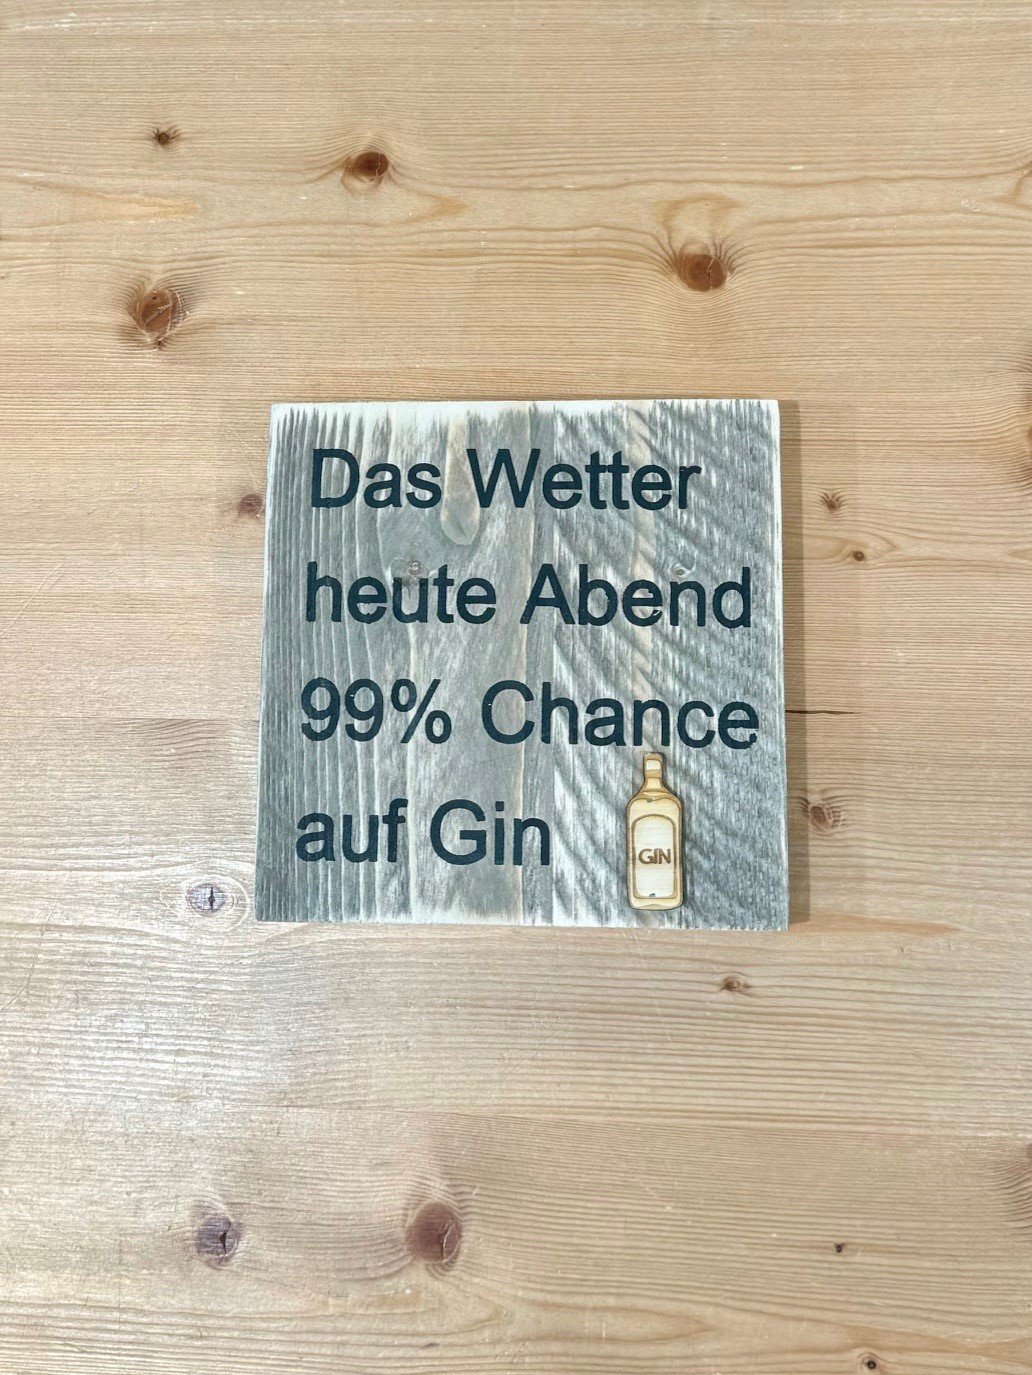 Das Wetter
heute Abend
99% Chance
auf Gin
GIN